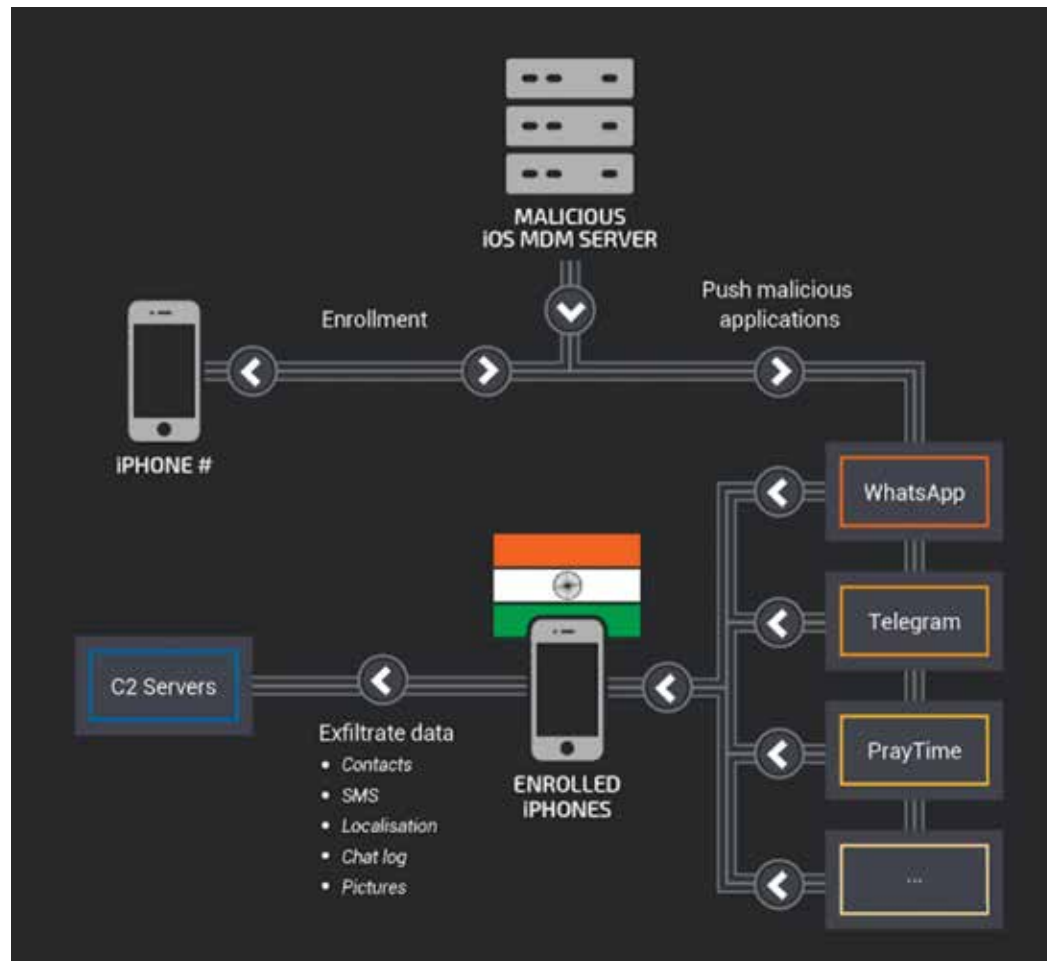 MALICIOUS
iOS MDM SERVER
Enrollment
Push malicious
applications
iPHONE #
WhatsApp
Telegram
C2 Servers
Exfiltrate data
• Contacts
• SMS
• Localisation
• Chat log
• Pictures
ENROLLED
iPHONES
PrayTime
...